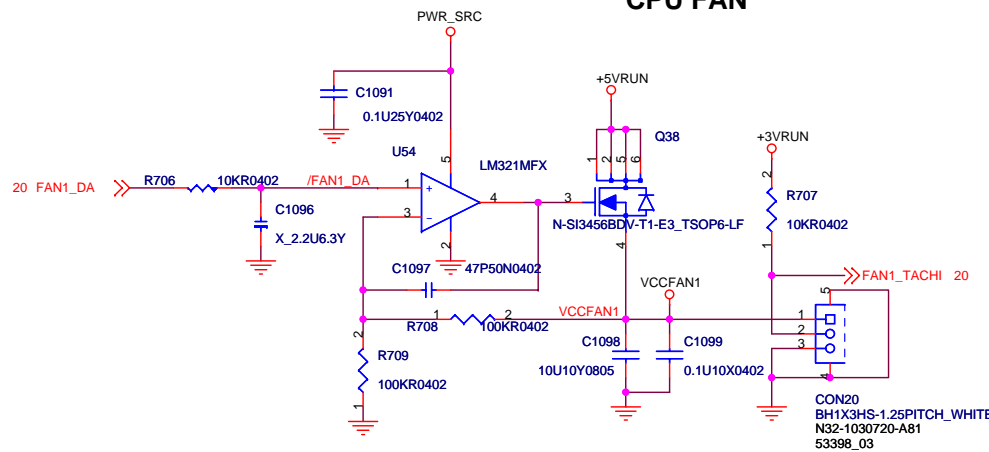 CPU FAN
PWR_SRC
C1091
0.1U25Y0402
+5VRUN
Q38
1
2
5
6
+3VRUN
U54
5
LM321MFX
20 FAN1_DA
R706
10KR0402
/FAN1_DA
1
+
3
−
4
2
3
N-SI3456BDV-T1-E3_TSOP6-LF
4
2
R707
10KR0402
1
C1096
X_2.2U6.3Y
C1097
47P50N0402
VCCFAN1
FAN1_TACHI 20
1
R708
2
100KR0402
VCCFAN1
2
R709
100KR0402
1
C1098
10U10Y0805
C1099
0.1U10X0402
5
1
2
3
4
CON20
BH1X3HS-1.25PITCH_WHITE
N32-1030720-A81
53398_03